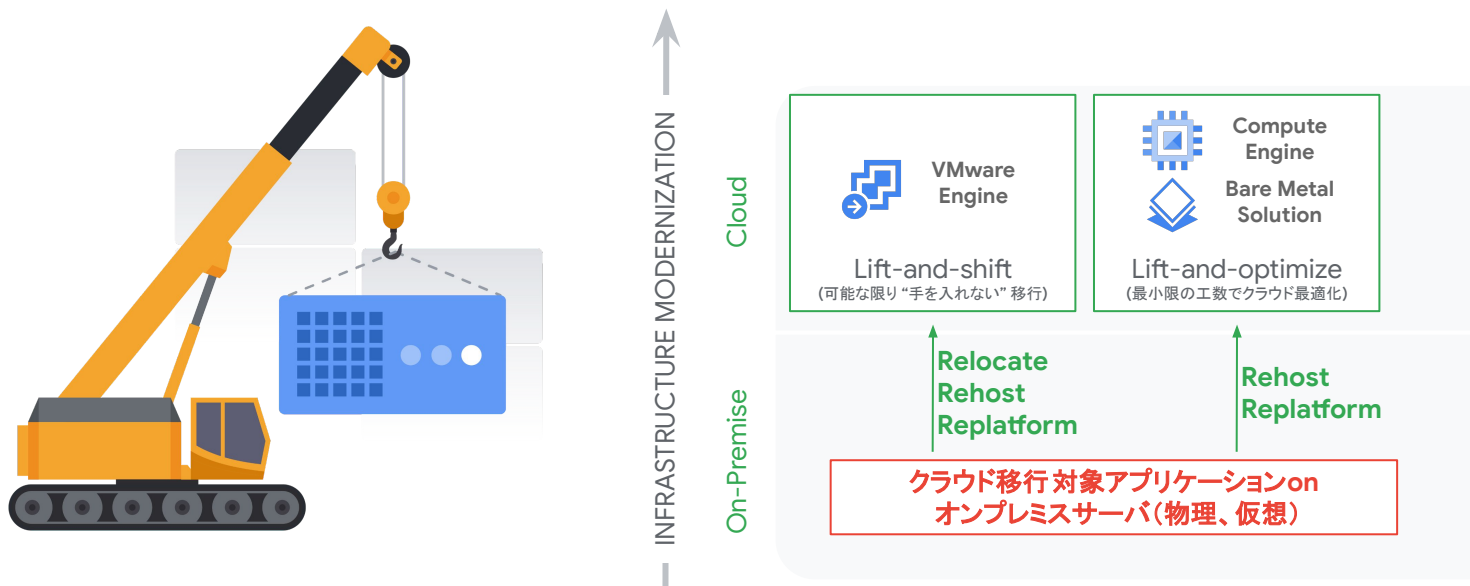 INFRASTRUCTURE MODERNIZATION
Cloud
VMware
Engine
Lift-and-shift
(可能な限り “手を入れない” 移行)
Compute
Engine
Bare Metal
Solution
Lift-and-optimize
(最小限の工数でクラウド最適化)
On-Premise
Relocate
Rehost
Replatform
Rehost
Replatform
クラウド移行 対象アプリケーションon
オンプレミスサーバ（物理、仮想）